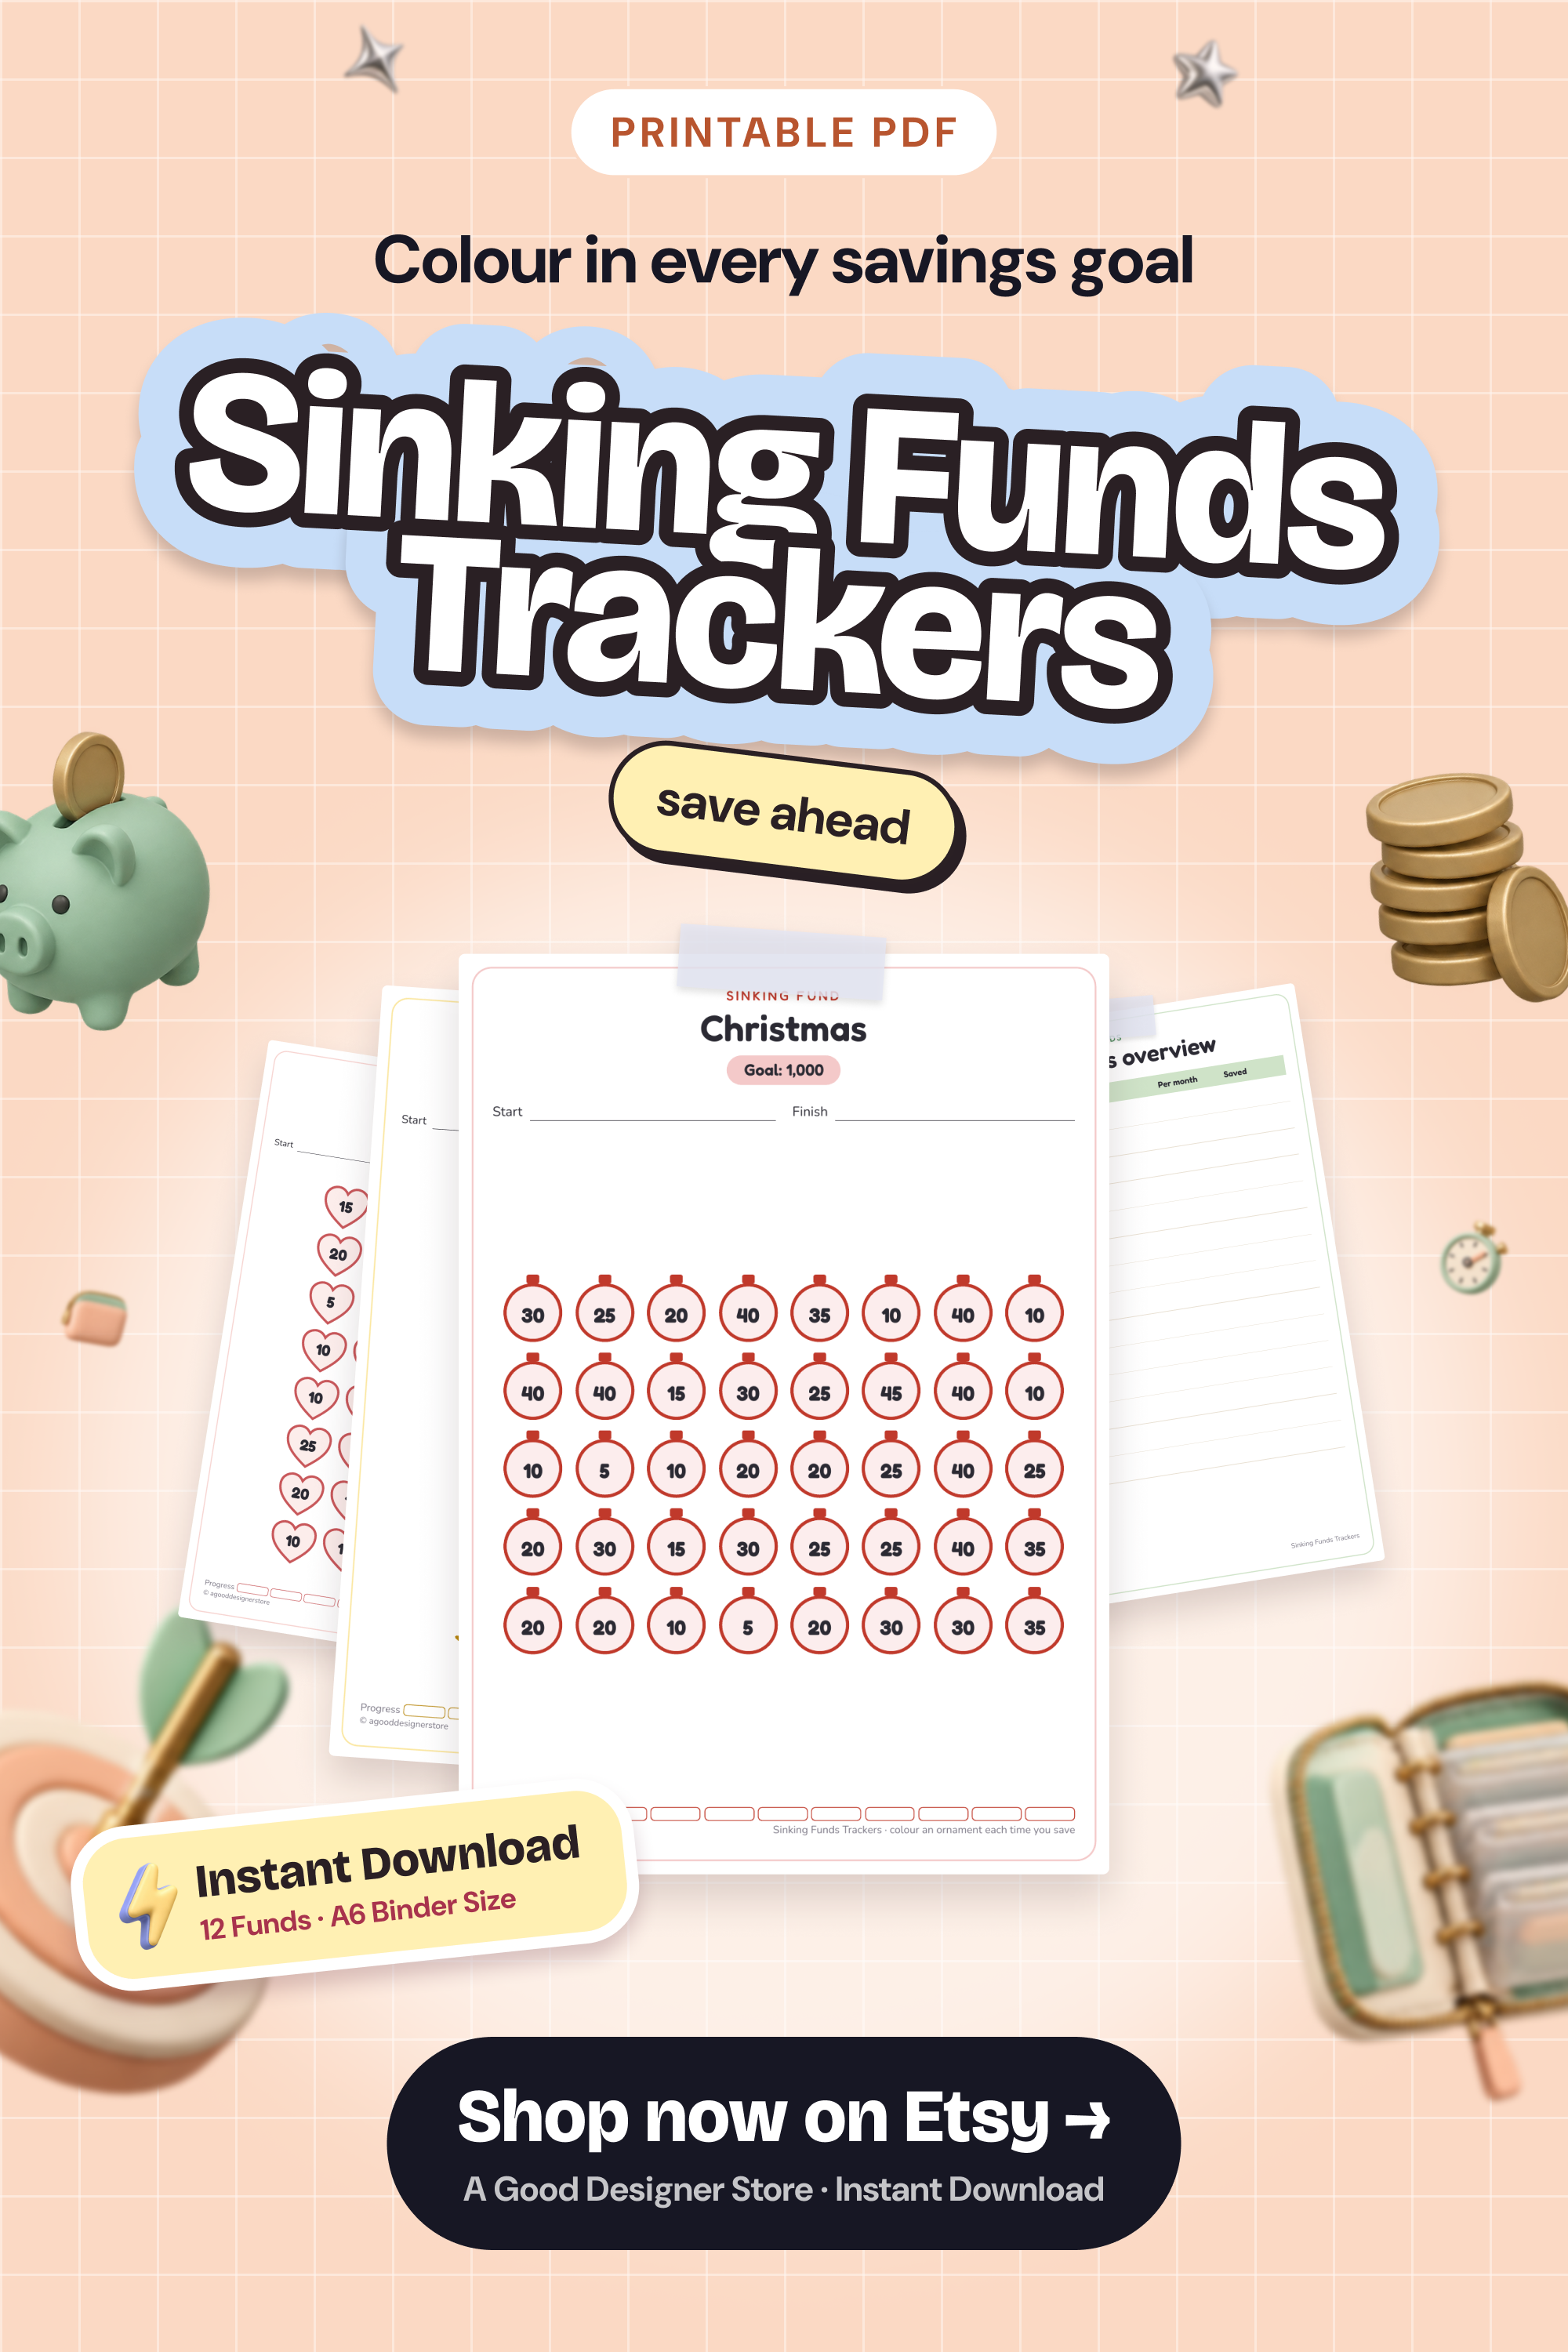 PRINTABLE PDF
Colour in every savings goal
Sinking Funds
Trackers
save ahead
SINKING FUND
Christmas
Goal: 1,000
Start
Finish
30 25 20 40 35 10 40 10
40 40 15 30 25 45 40 10
10 5 10 20 20 25 40 25
20 30 15 30 25 25 40 35
20 20 10 5 20 30 30 35
Sinking Funds Trackers · colour an ornament each time you save
Start
15
20
5
10
10
25
20
10
Progress
© agooddesignerstore
Start
Progress
© agooddesignerstore
overview
Per month Saved
Sinking Funds Trackers
Instant Download
12 Funds · A6 Binder Size
Shop now on Etsy →
A Good Designer Store · Instant Download